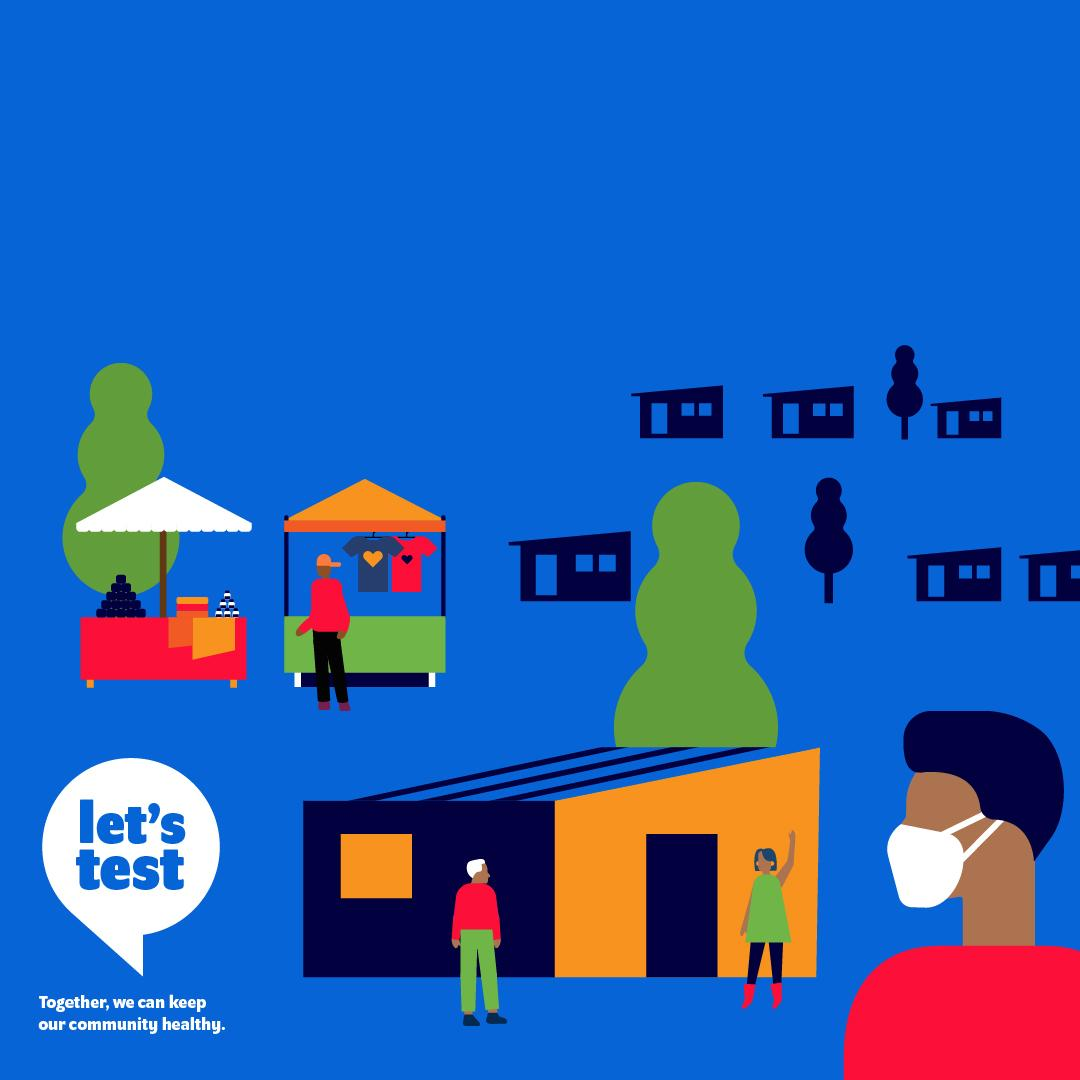 let's
test
Together, we can keep
our community healthy.